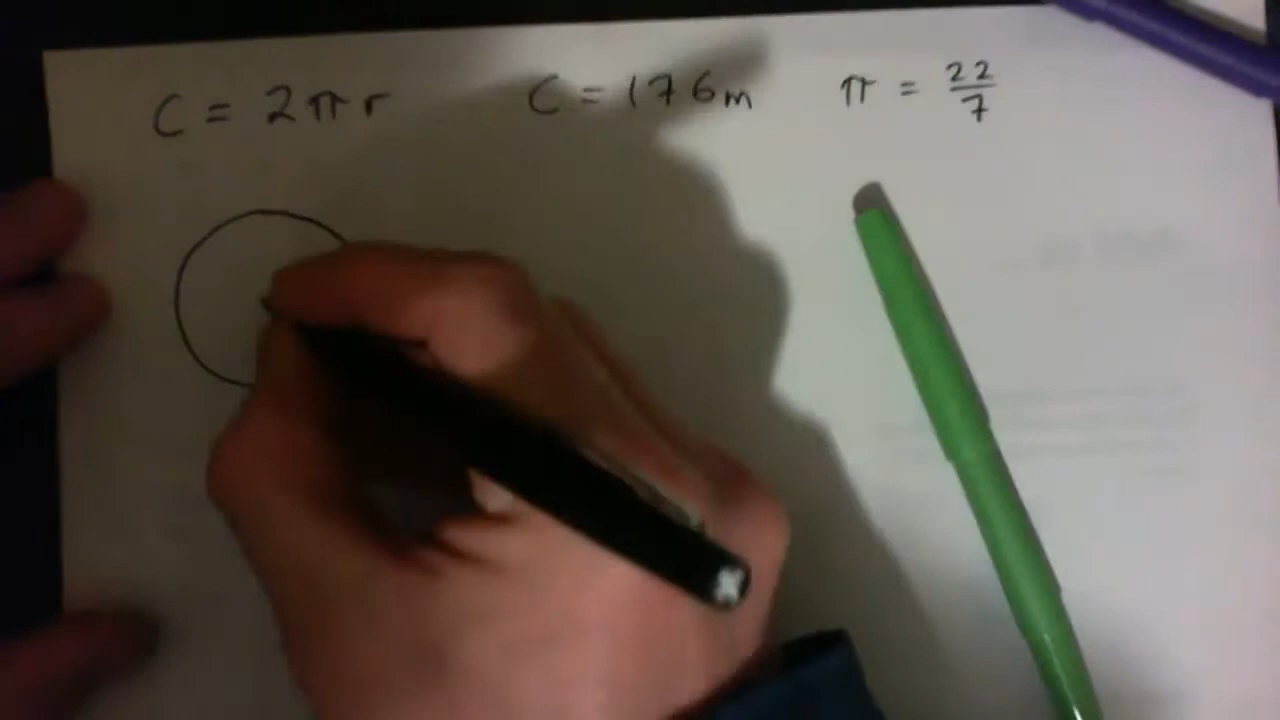 C = 2πr C = 176m π = 22/7